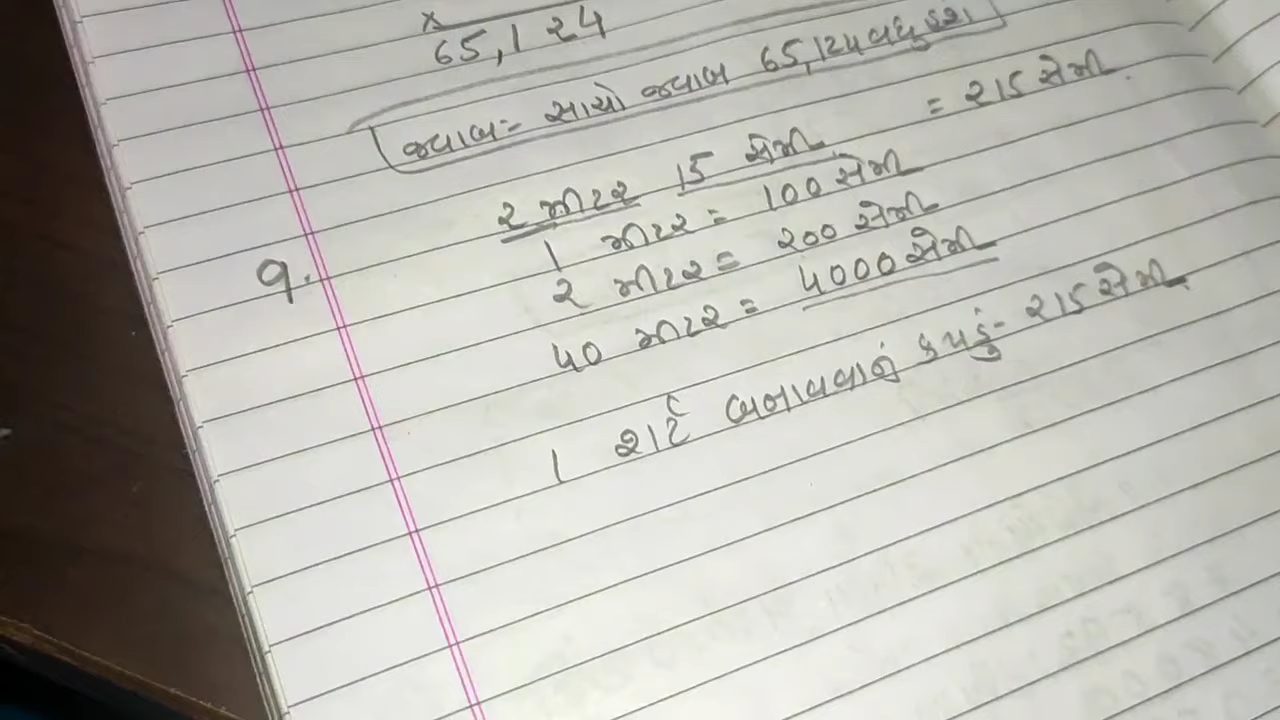 ×
65,124
જવાબ:- સાચો જવાબ 65,124 વધુ હશે
9. 2 મીટર 15 સેમી = 215 સેમી.
1 મીટર = 100 સેમી
2 મીટર = 200 સેમી
40 મીટર = 4000 સેમી
1 શર્ટ બનાવવાનું કપડું - 215 સેમી